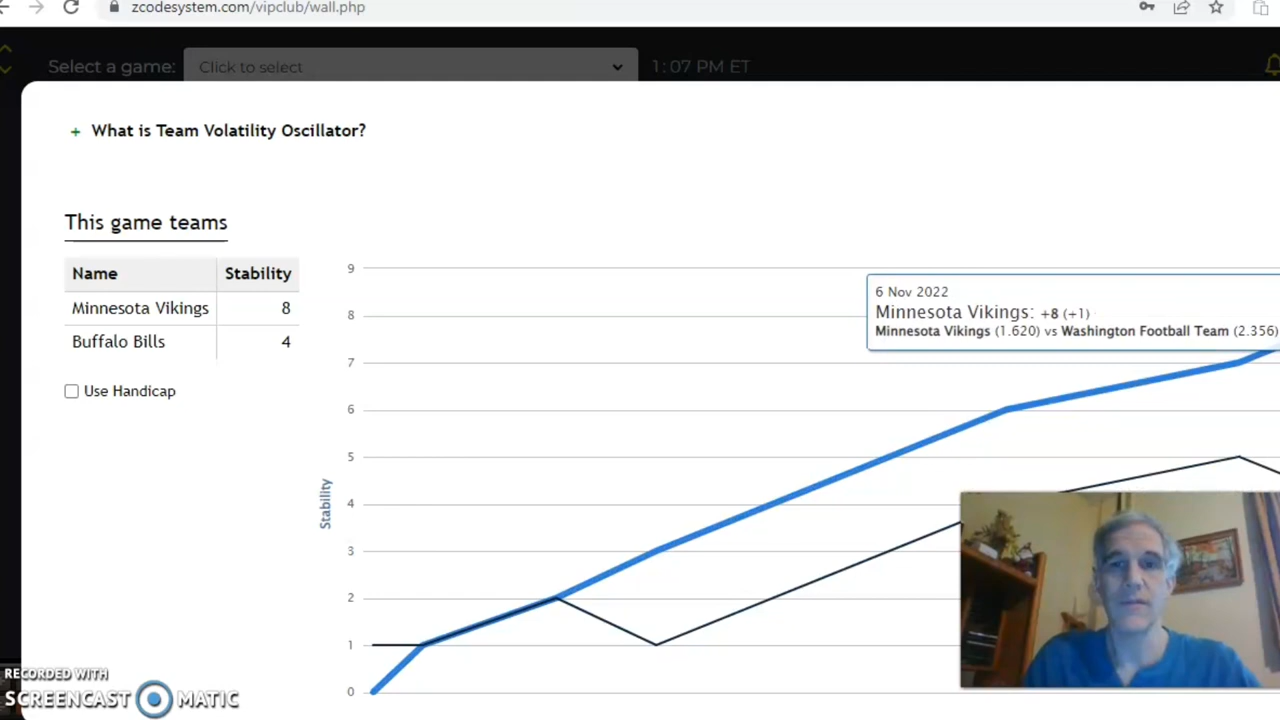 zcodesystem.com/vipclub/wall.php
Select a game: Click to select 1:07 PM ET
+ What is Team Volatility Oscillator?
This game teams
Name Stability
Minnesota Vikings 8
Buffalo Bills 4
Use Handicap
9
8
7
6
5
4
3
2
1
0
Stability
6 Nov 2022
Minnesota Vikings: +8 (+1)
Minnesota Vikings (1.620) vs Washington Football Team (2.356)
RECORDED WITH
SCREENCAST MATIC